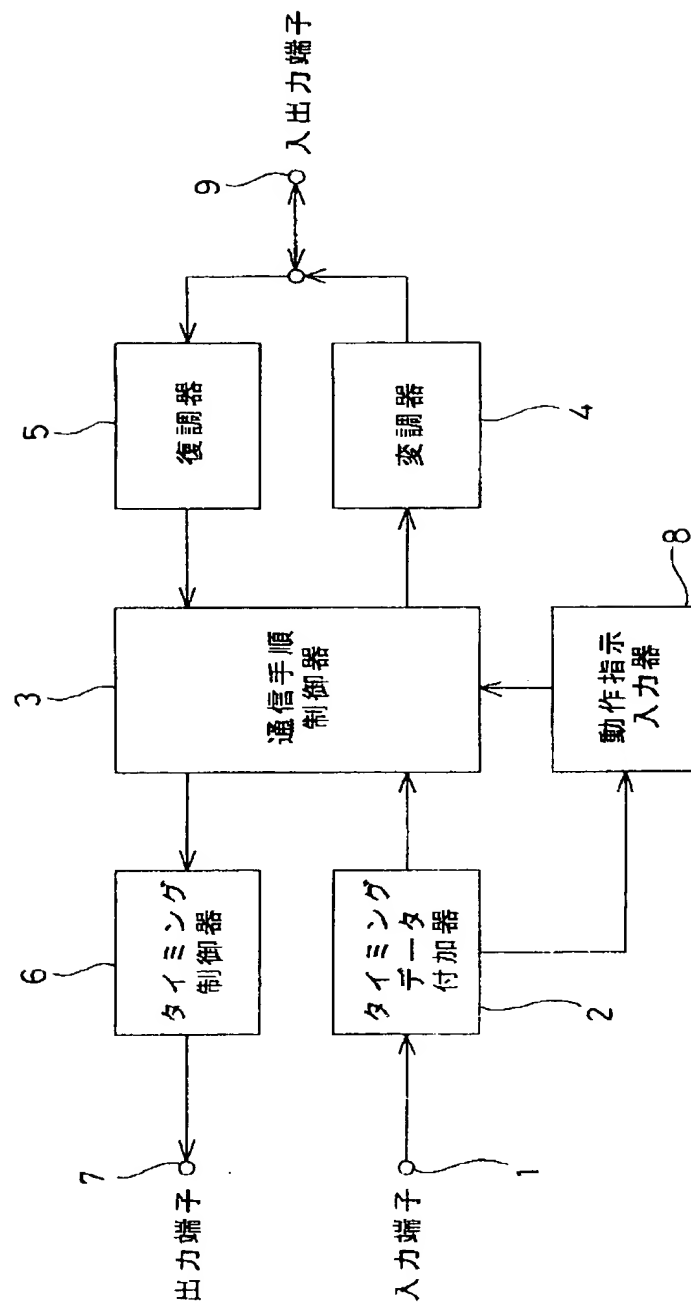 出力端子
7
6
タイミング
制御器
3
通信手順
制御器
5
復調器
9
入出力端子
入力端子
1
タイミング
データ
付加器
2
変調器
4
動作指示
入力器
8